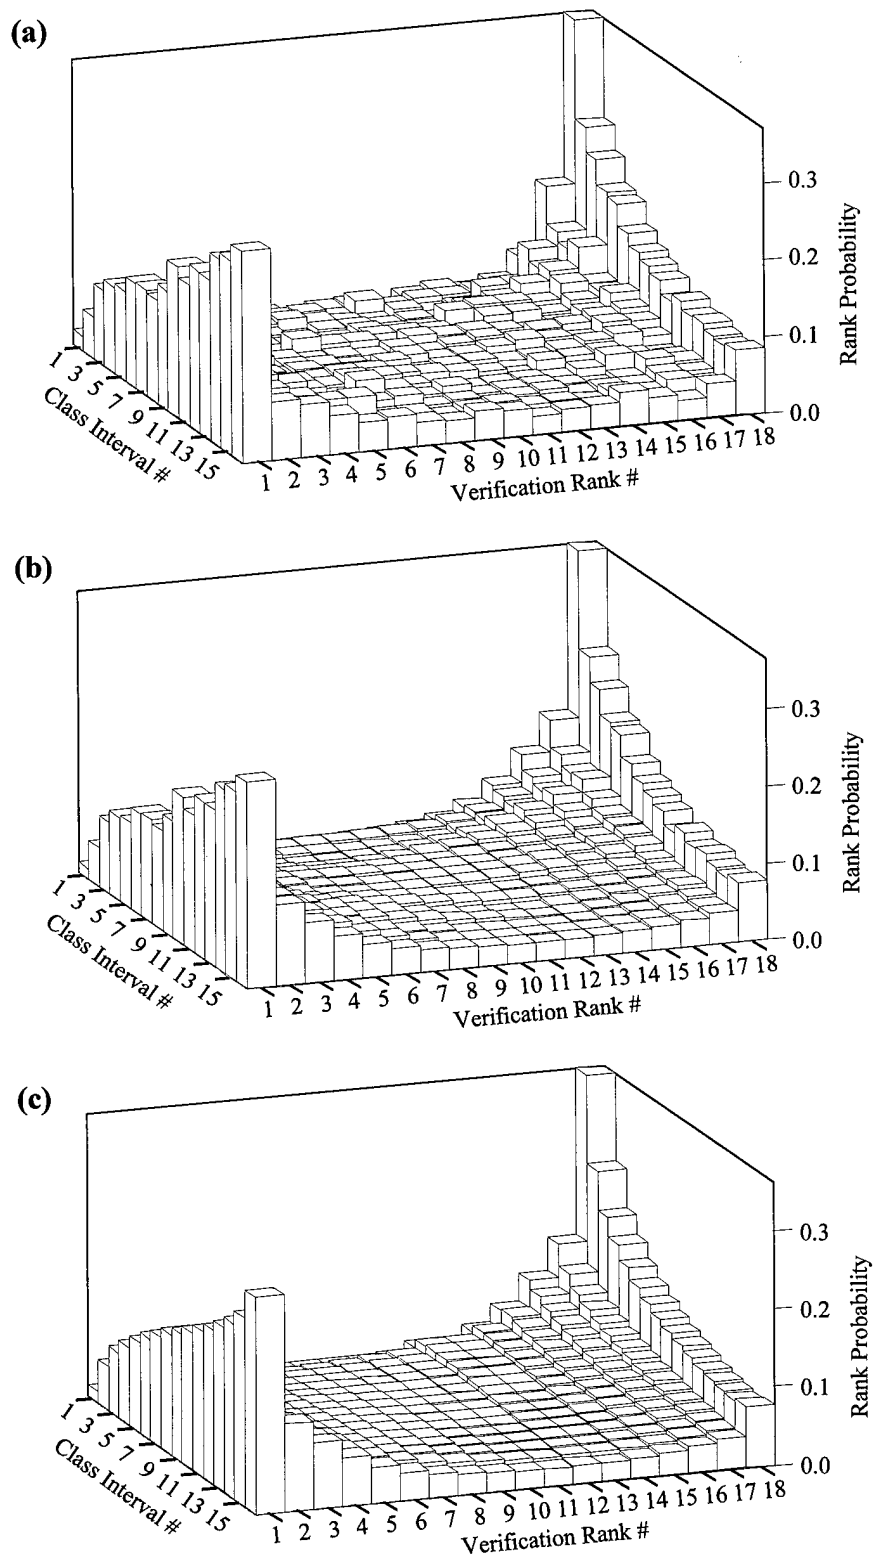 (a)
0.3
0.2
0.1
0.0
Rank Probability
1 3 5 7 9 11 13 15
Class Interval #
1 2 3 4 5 6 7 8 9 10 11 12 13 14 15 16 17 18
Verification Rank #
(b)
0.3
0.2
0.1
0.0
Rank Probability
1 3 5 7 9 11 13 15
Class Interval #
1 2 3 4 5 6 7 8 9 10 11 12 13 14 15 16 17 18
Verification Rank #
(c)
0.3
0.2
0.1
0.0
Rank Probability
1 3 5 7 9 11 13 15
Class Interval #
1 2 3 4 5 6 7 8 9 10 11 12 13 14 15 16 17 18
Verification Rank #